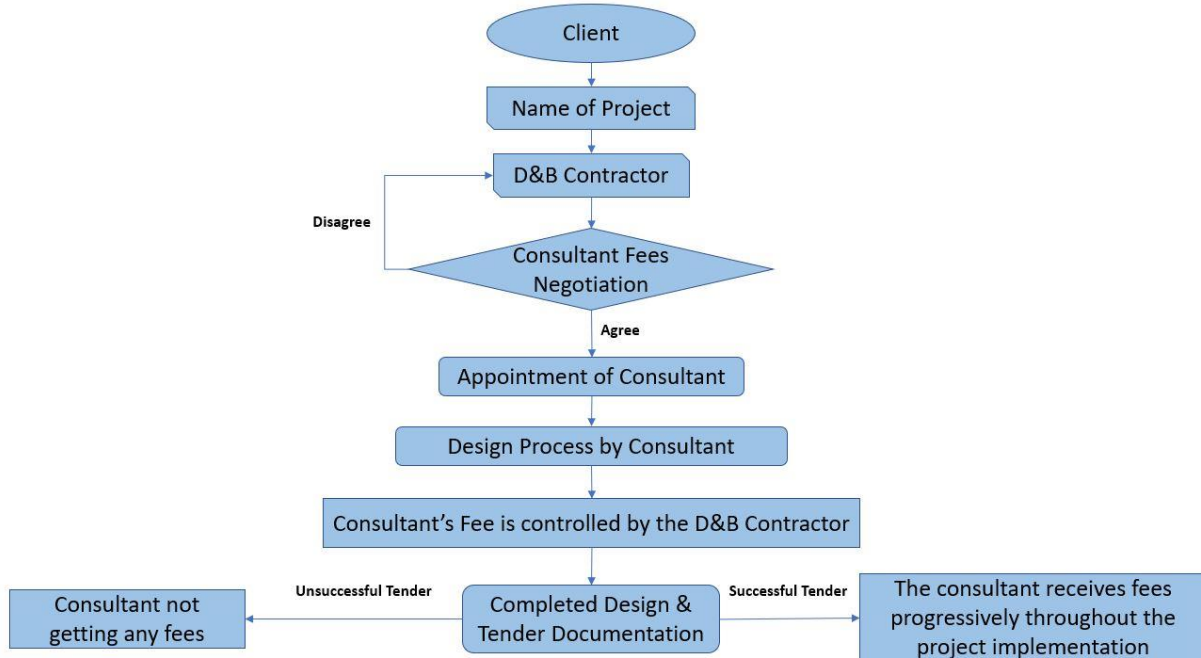 Client
Name of Project
D&B Contractor
Disagree
Consultant Fees
Negotiation
Agree
Appointment of Consultant
Design Process by Consultant
Consultant’s Fee is controlled by the D&B Contractor
Unsuccessful Tender
Successful Tender
Consultant not
getting any fees
Completed Design &
Tender Documentation
The consultant receives fees
progressively throughout the
project implementation